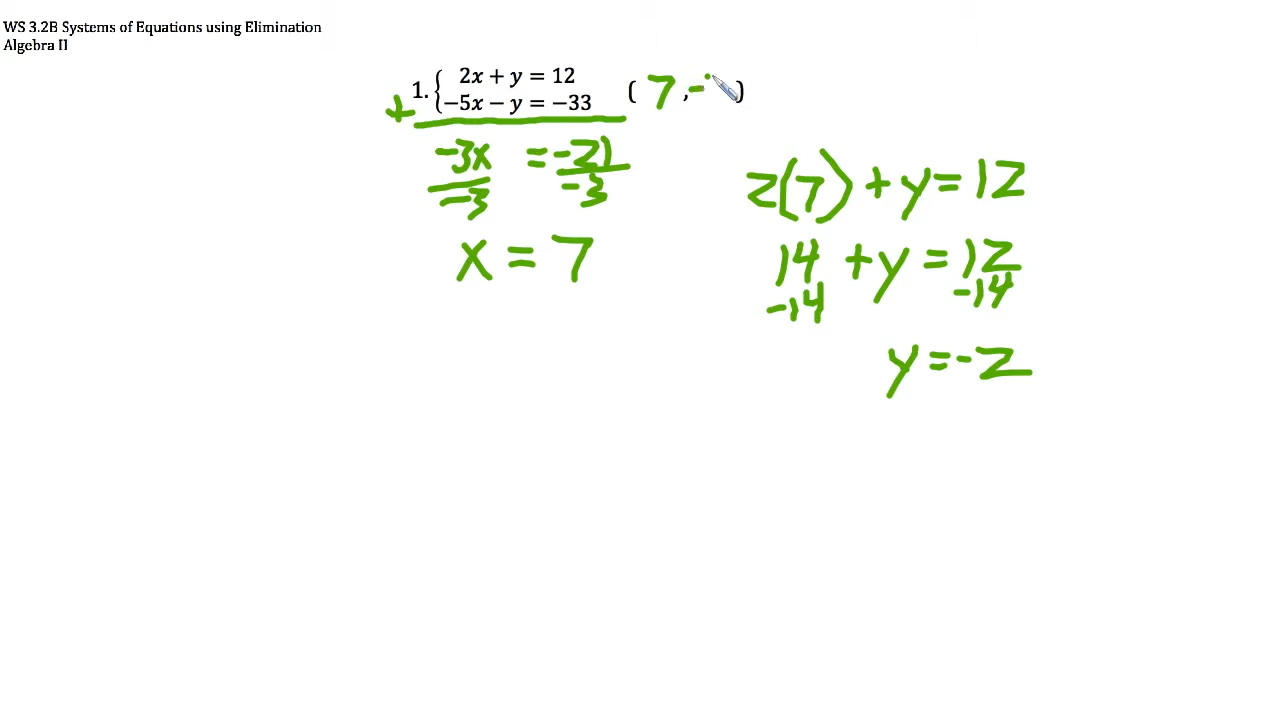 WS 3.2B Systems of Equations using Elimination
Algebra II
1. { 2x + y = 12
−5x − y = −33 ( 7 , -
+
-3x = -21
-3 -3
x = 7
2(7) + y = 12
14 + y = 12
-14 -14
y = -2